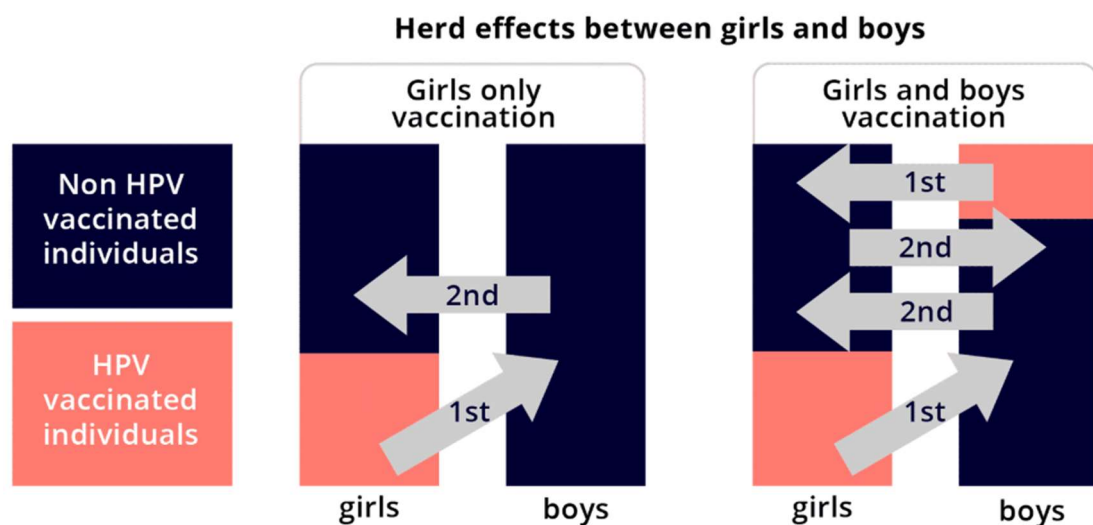 Herd effects between girls and boys
Non HPV
vaccinated
individuals
HPV
vaccinated
individuals
Girls only
vaccination
2nd
1st
girls
boys
Girls and boys
vaccination
1st
2nd
2nd
1st
girls
boys